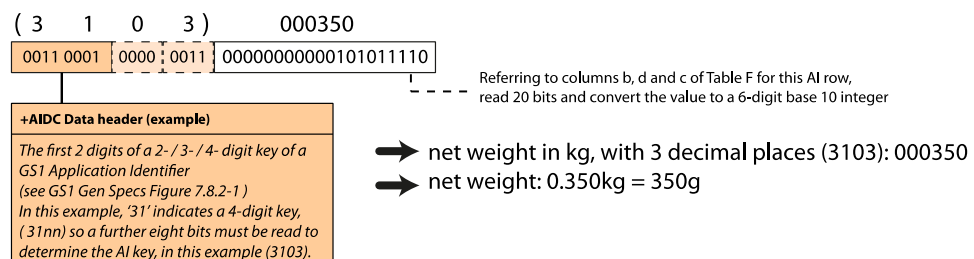 ( 3 1 0 3 ) 000350
0011 0001 0000 0011 00000000000101011110
Referring to columns b, d and c of Table F for this AI row,
read 20 bits and convert the value to a 6-digit base 10 integer
+AIDC Data header (example)
The first 2 digits of a 2- / 3- / 4- digit key of a
GS1 Application Identifier
(see GS1 Gen Specs Figure 7.8.2-1 )
In this example, ‘31’ indicates a 4-digit key,
( 31nn) so a further eight bits must be read to
determine the AI key, in this example (3103).
net weight in kg, with 3 decimal places (3103): 000350
net weight: 0.350kg = 350g